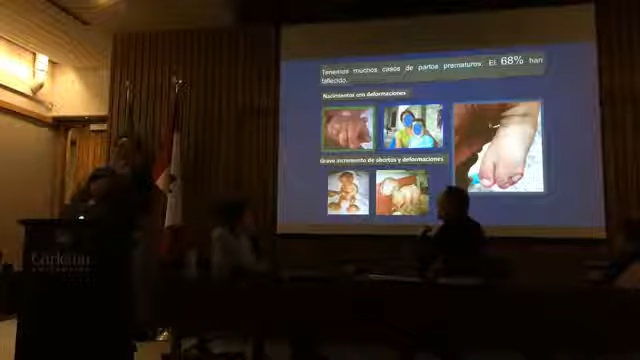 Tenemos muchos casos de partos prematuros. El 68% han
fallecido.
Nacimientos con deformaciones
Grave incremento de abortos y deformaciones
Carleton